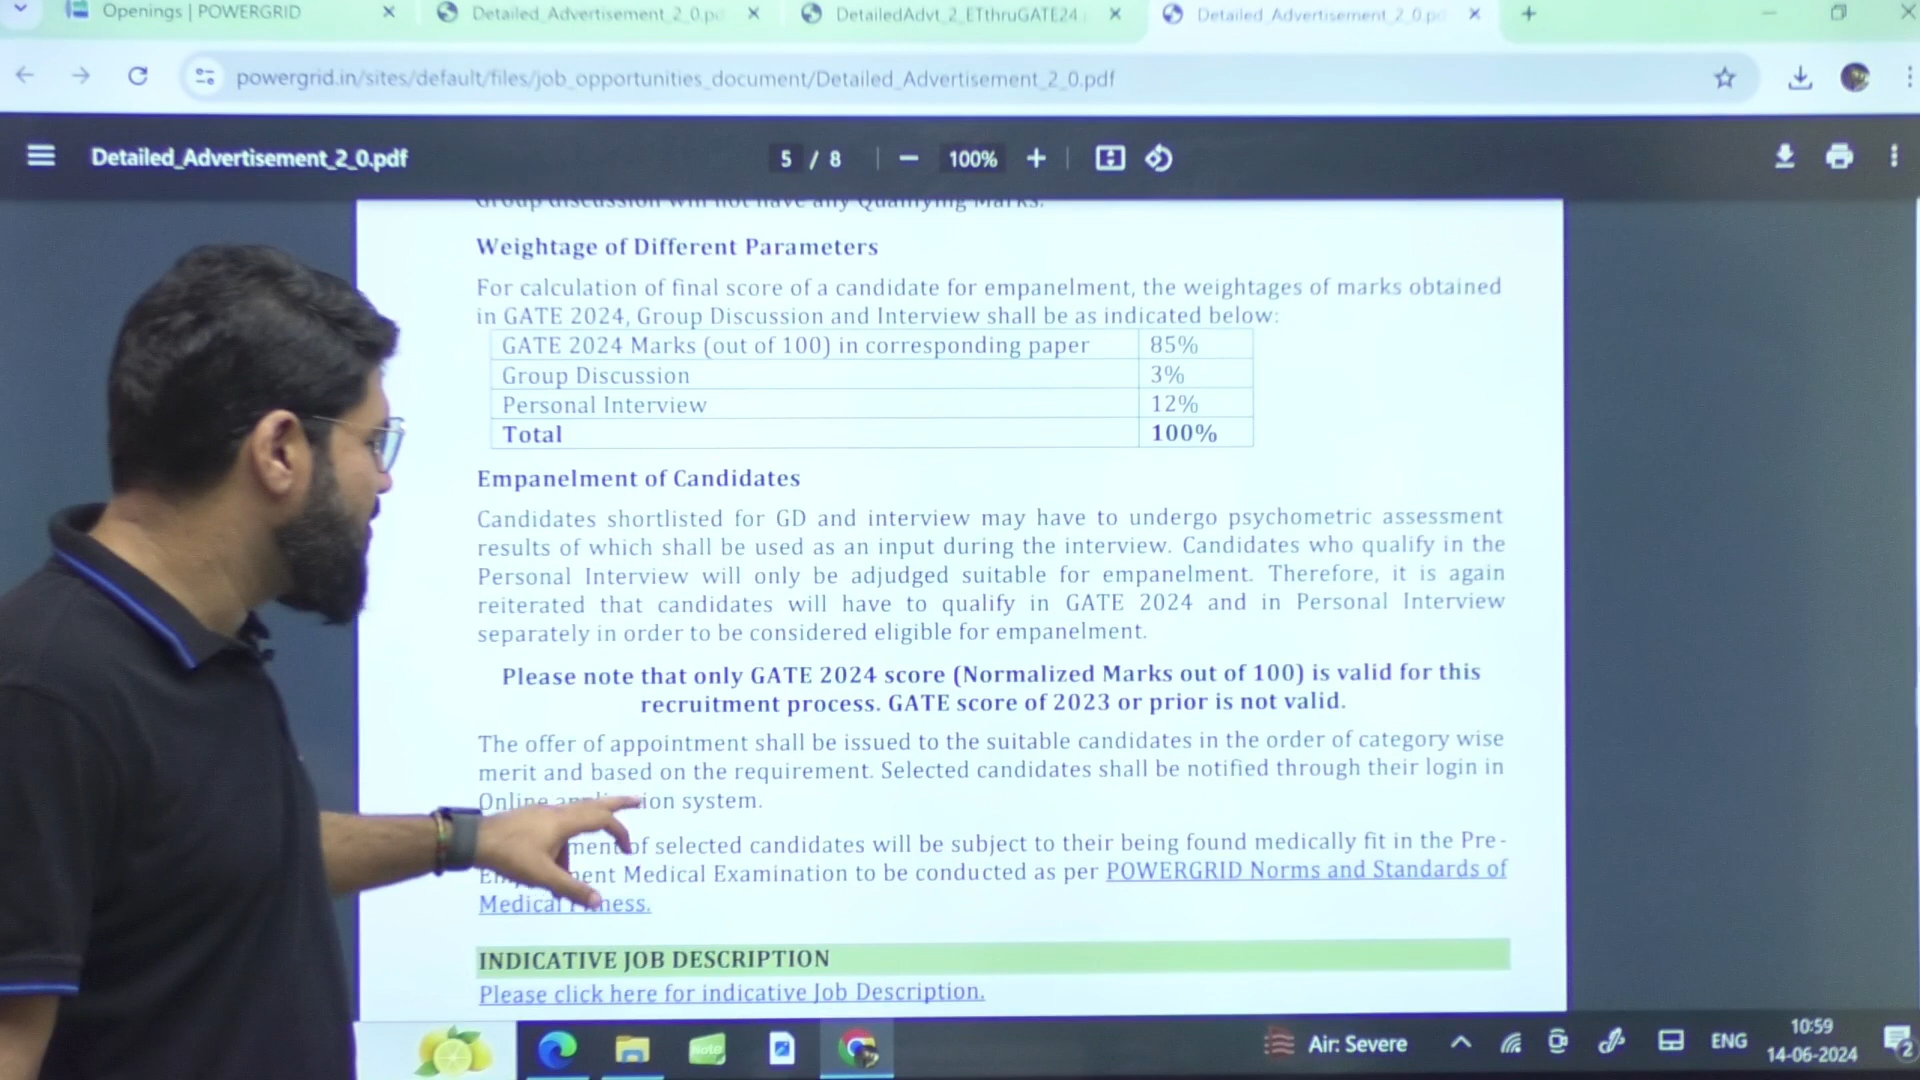 Openings | POWERGRID
Detailed_Advertisement_2_0.pd
DetailedAdvt_2_ETthruGATE24
Detailed_Advertisement_2_0.pd
powergrid.in/sites/default/files/job_opportunities_document/Detailed_Advertisement_2_0.pdf
Detailed_Advertisement_2_0.pdf
5 / 8
100%
Group discussion will not have any Qualifying Marks.
Weightage of Different Parameters
For calculation of final score of a candidate for empanelment, the weightages of marks obtained
in GATE 2024, Group Discussion and Interview shall be as indicated below:
GATE 2024 Marks (out of 100) in corresponding paper 85%
Group Discussion 3%
Personal Interview 12%
Total 100%
Empanelment of Candidates
Candidates shortlisted for GD and interview may have to undergo psychometric assessment
results of which shall be used as an input during the interview. Candidates who qualify in the
Personal Interview will only be adjudged suitable for empanelment. Therefore, it is again
reiterated that candidates will have to qualify in GATE 2024 and in Personal Interview
separately in order to be considered eligible for empanelment.
Please note that only GATE 2024 score (Normalized Marks out of 100) is valid for this
recruitment process. GATE score of 2023 or prior is not valid.
The offer of appointment shall be issued to the suitable candidates in the order of category wise
merit and based on the requirement. Selected candidates shall be notified through their login in
Online system.
of selected candidates will be subject to their being found medically fit in the Pre-
Medical Examination to be conducted as per POWERGRID Norms and Standards of
Medical
INDICATIVE JOB DESCRIPTION
Please click here for indicative Job Description.
Note
Air: Severe
ENG
10:59
14-06-2024
2